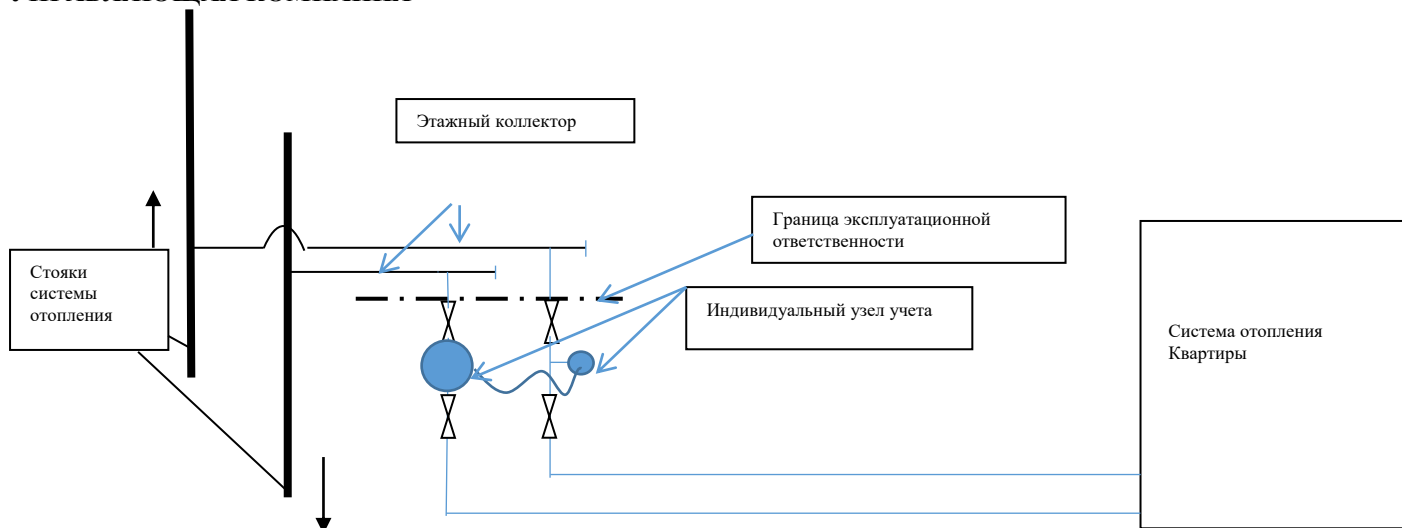 Этажный коллектор
Граница эксплуатационной
ответственности
Стояки
системы
отопления
Индивидуальный узел учета
Система отопления
Квартиры